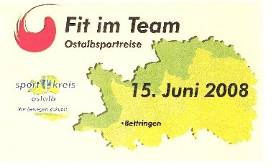 Fit im Team
Ostalbsportreise
sport kreis
ostalb
15. Juni 2008
•Bettringen